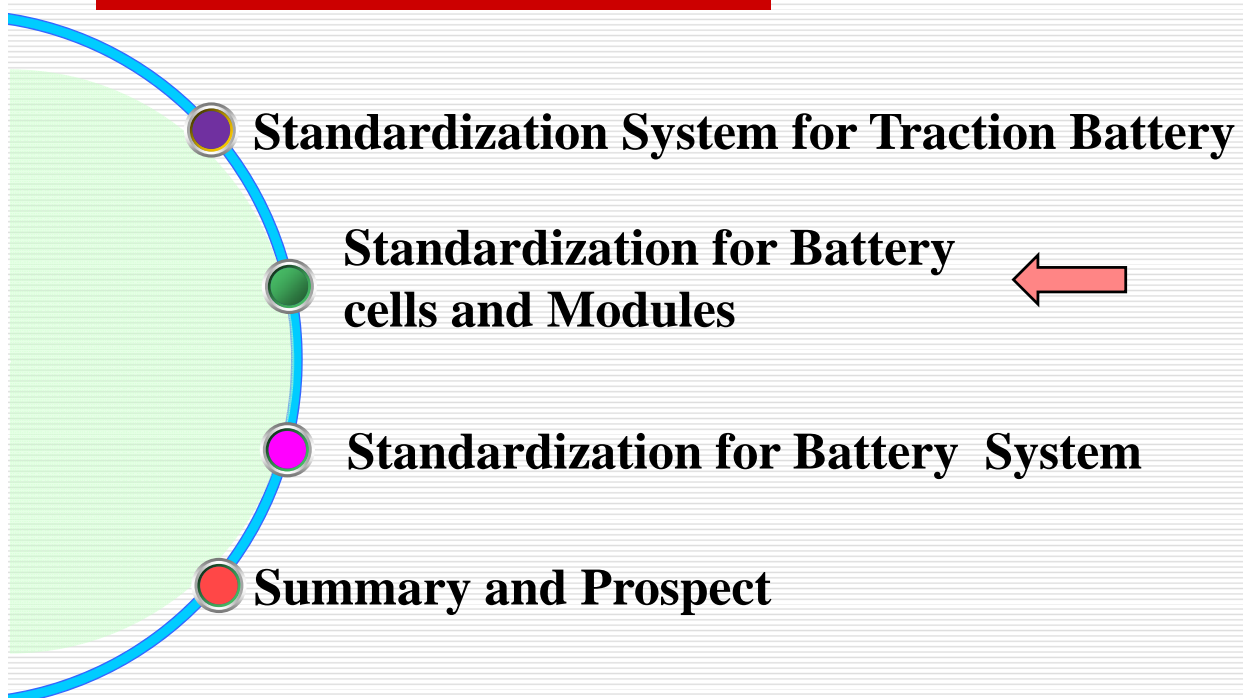 Standardization System for Traction Battery
Standardization for Battery
cells and Modules
Standardization for Battery System
Summary and Prospect